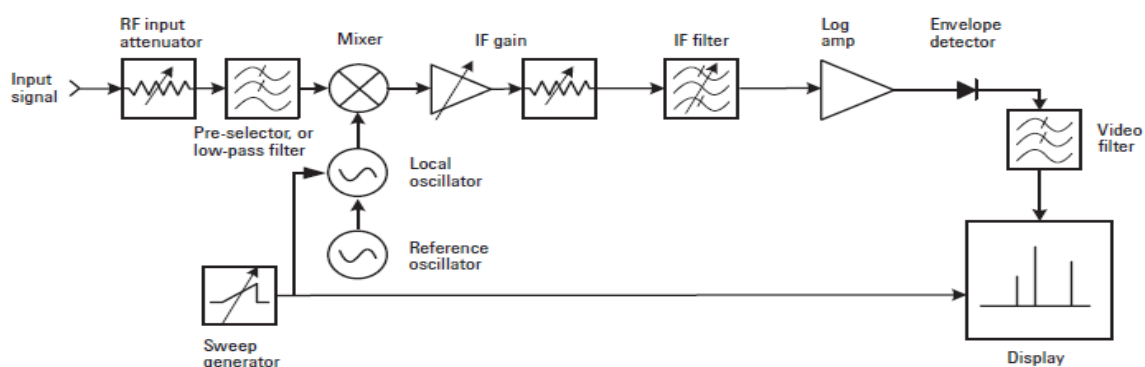 RF input
attenuator
Mixer
IF gain
IF filter
Log
amp
Envelope
detector
Input
signal
Pre-selector, or
low-pass filter
Video
filter
Local
oscillator
Reference
oscillator
Sweep
generator
Display